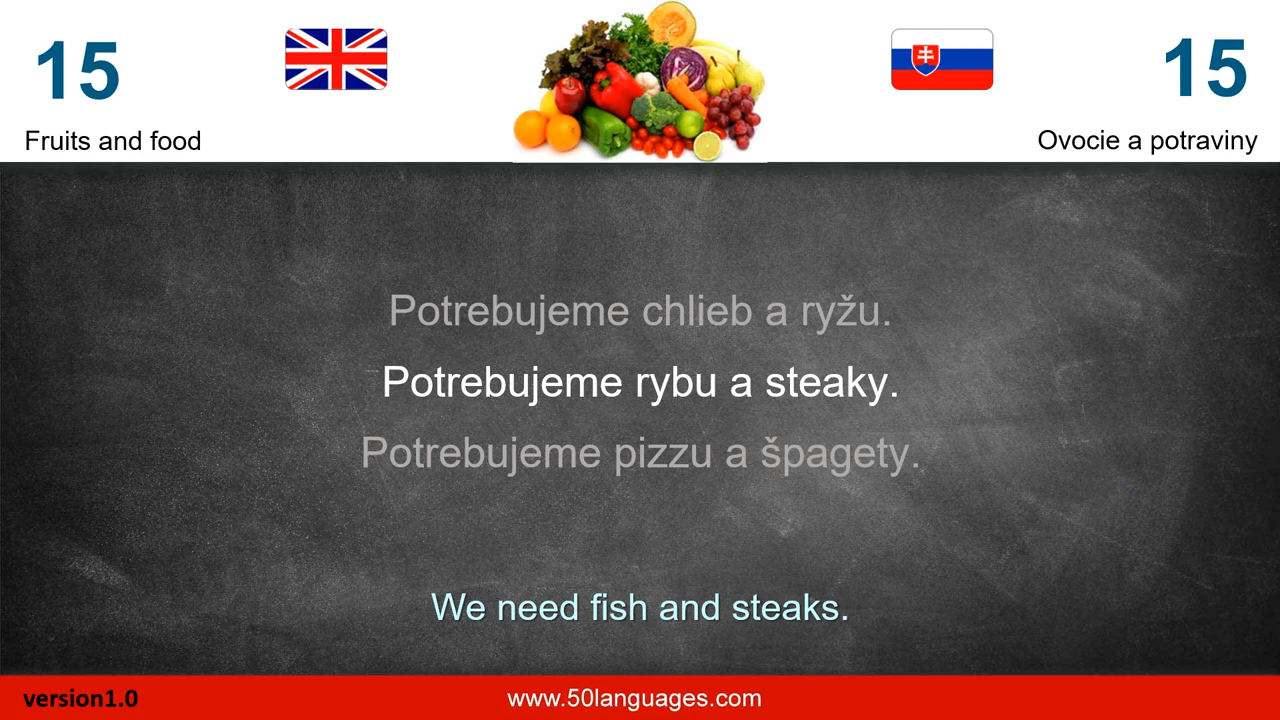 15
15
Fruits and food
Ovocie a potraviny
Potrebujeme chlieb a ryžu.
Potrebujeme rybu a steaky.
Potrebujeme pizzu a špagety.
We need fish and steaks.
version1.0
www.50languages.com